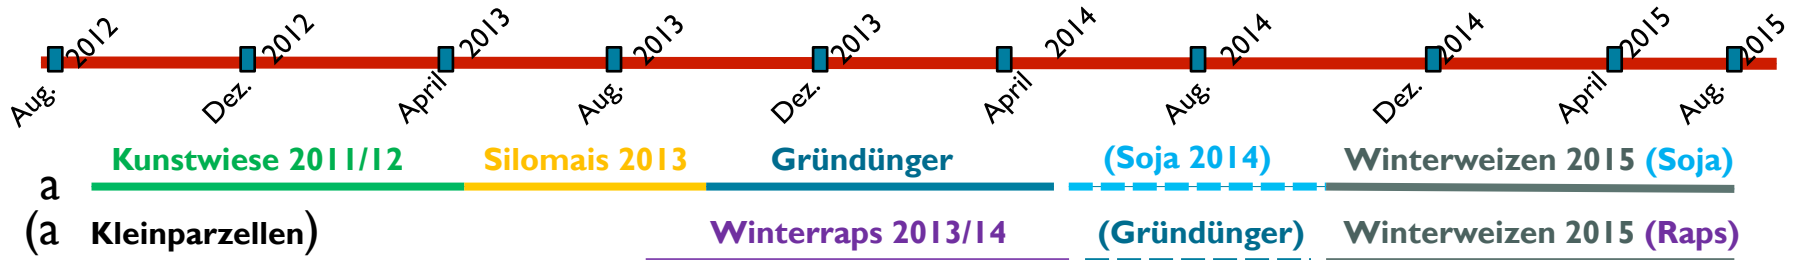 2012 2012 2013 2013 2013 2014 2014 2014 2015 2015
Aug. Dez. April Aug. Dez. April Aug. Dez. April Aug.
Kunstwiese 2011/12 Silomais 2013 Gründünger (Soja 2014) Winterweizen 2015 (Soja)
a
(a Kleinparzellen) Winterraps 2013/14 (Gründünger) Winterweizen 2015 (Raps)